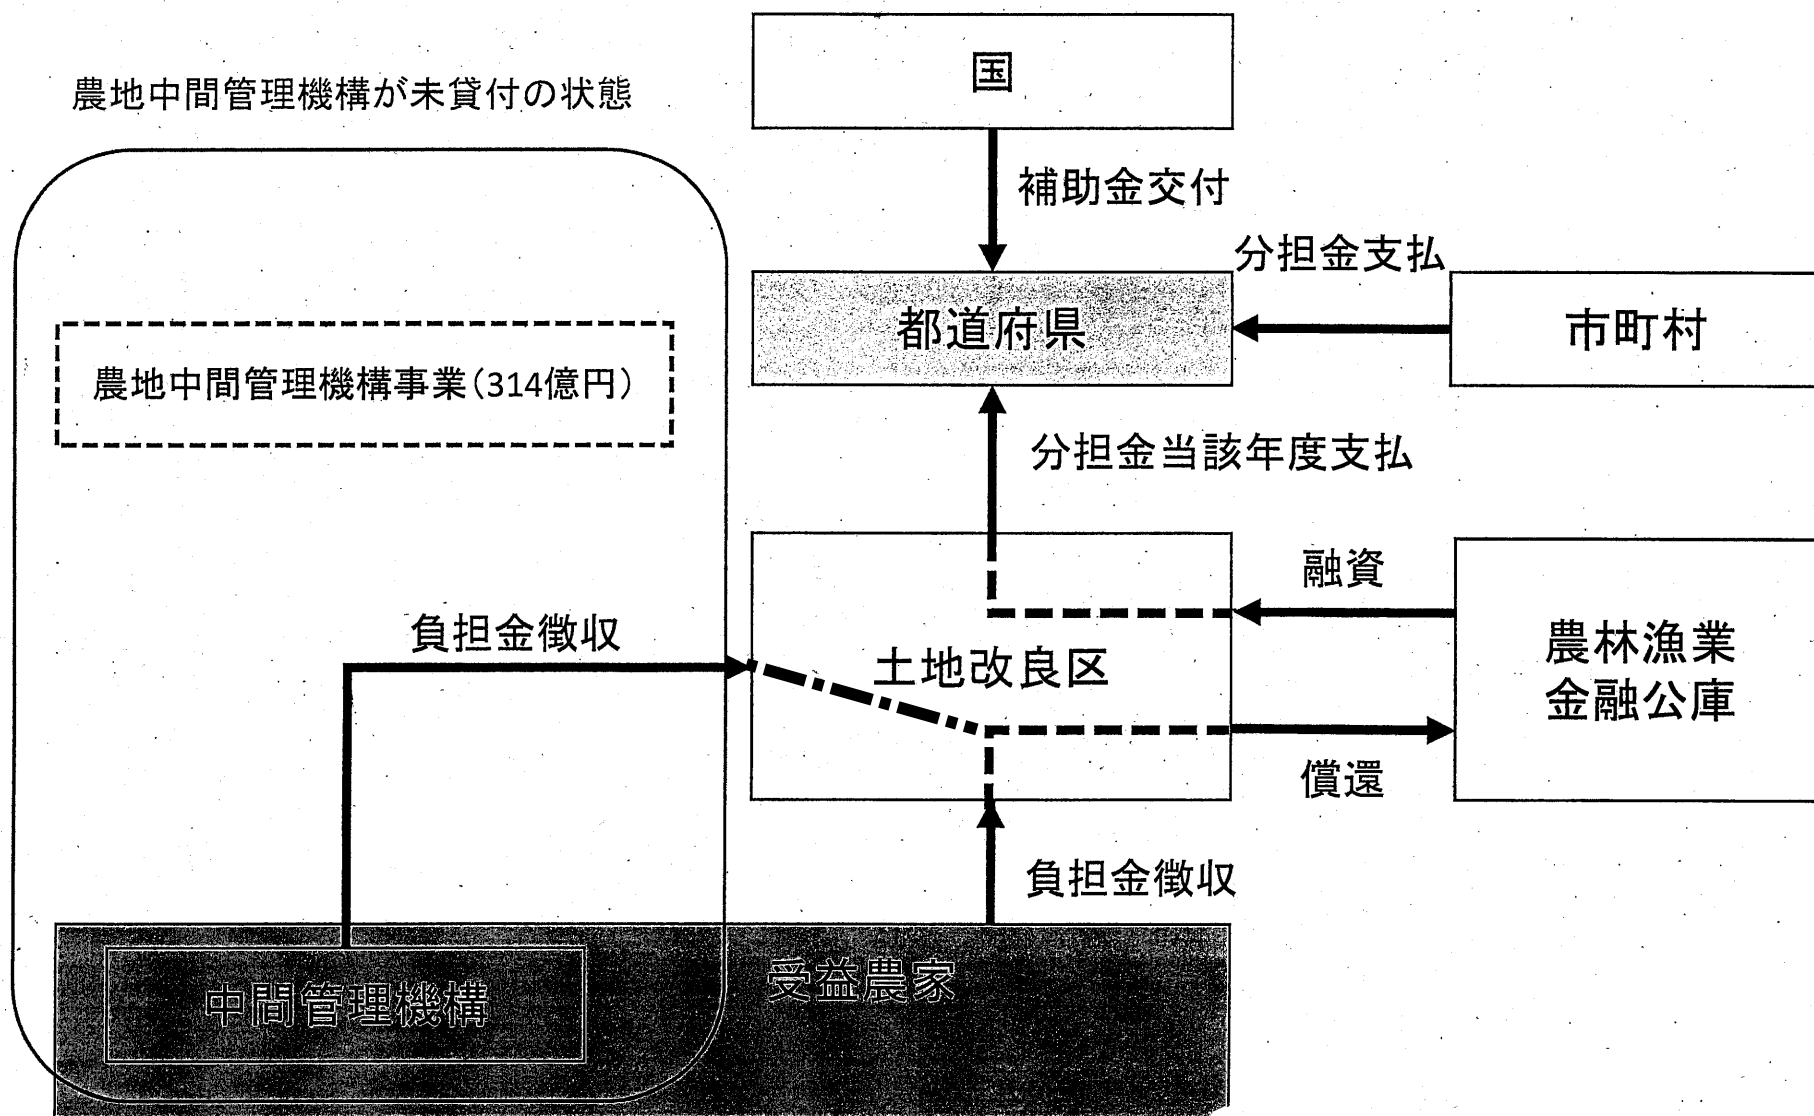 国
農地中間管理機構が未貸付の状態
補助金交付
分担金支払
都道府県
市町村
農地中間管理機構事業(314億円)
分担金当該年度支払
融資
負担金徴収
土地改良区
農林漁業
金融公庫
償還
負担金徴収
受益農家
中間管理機構